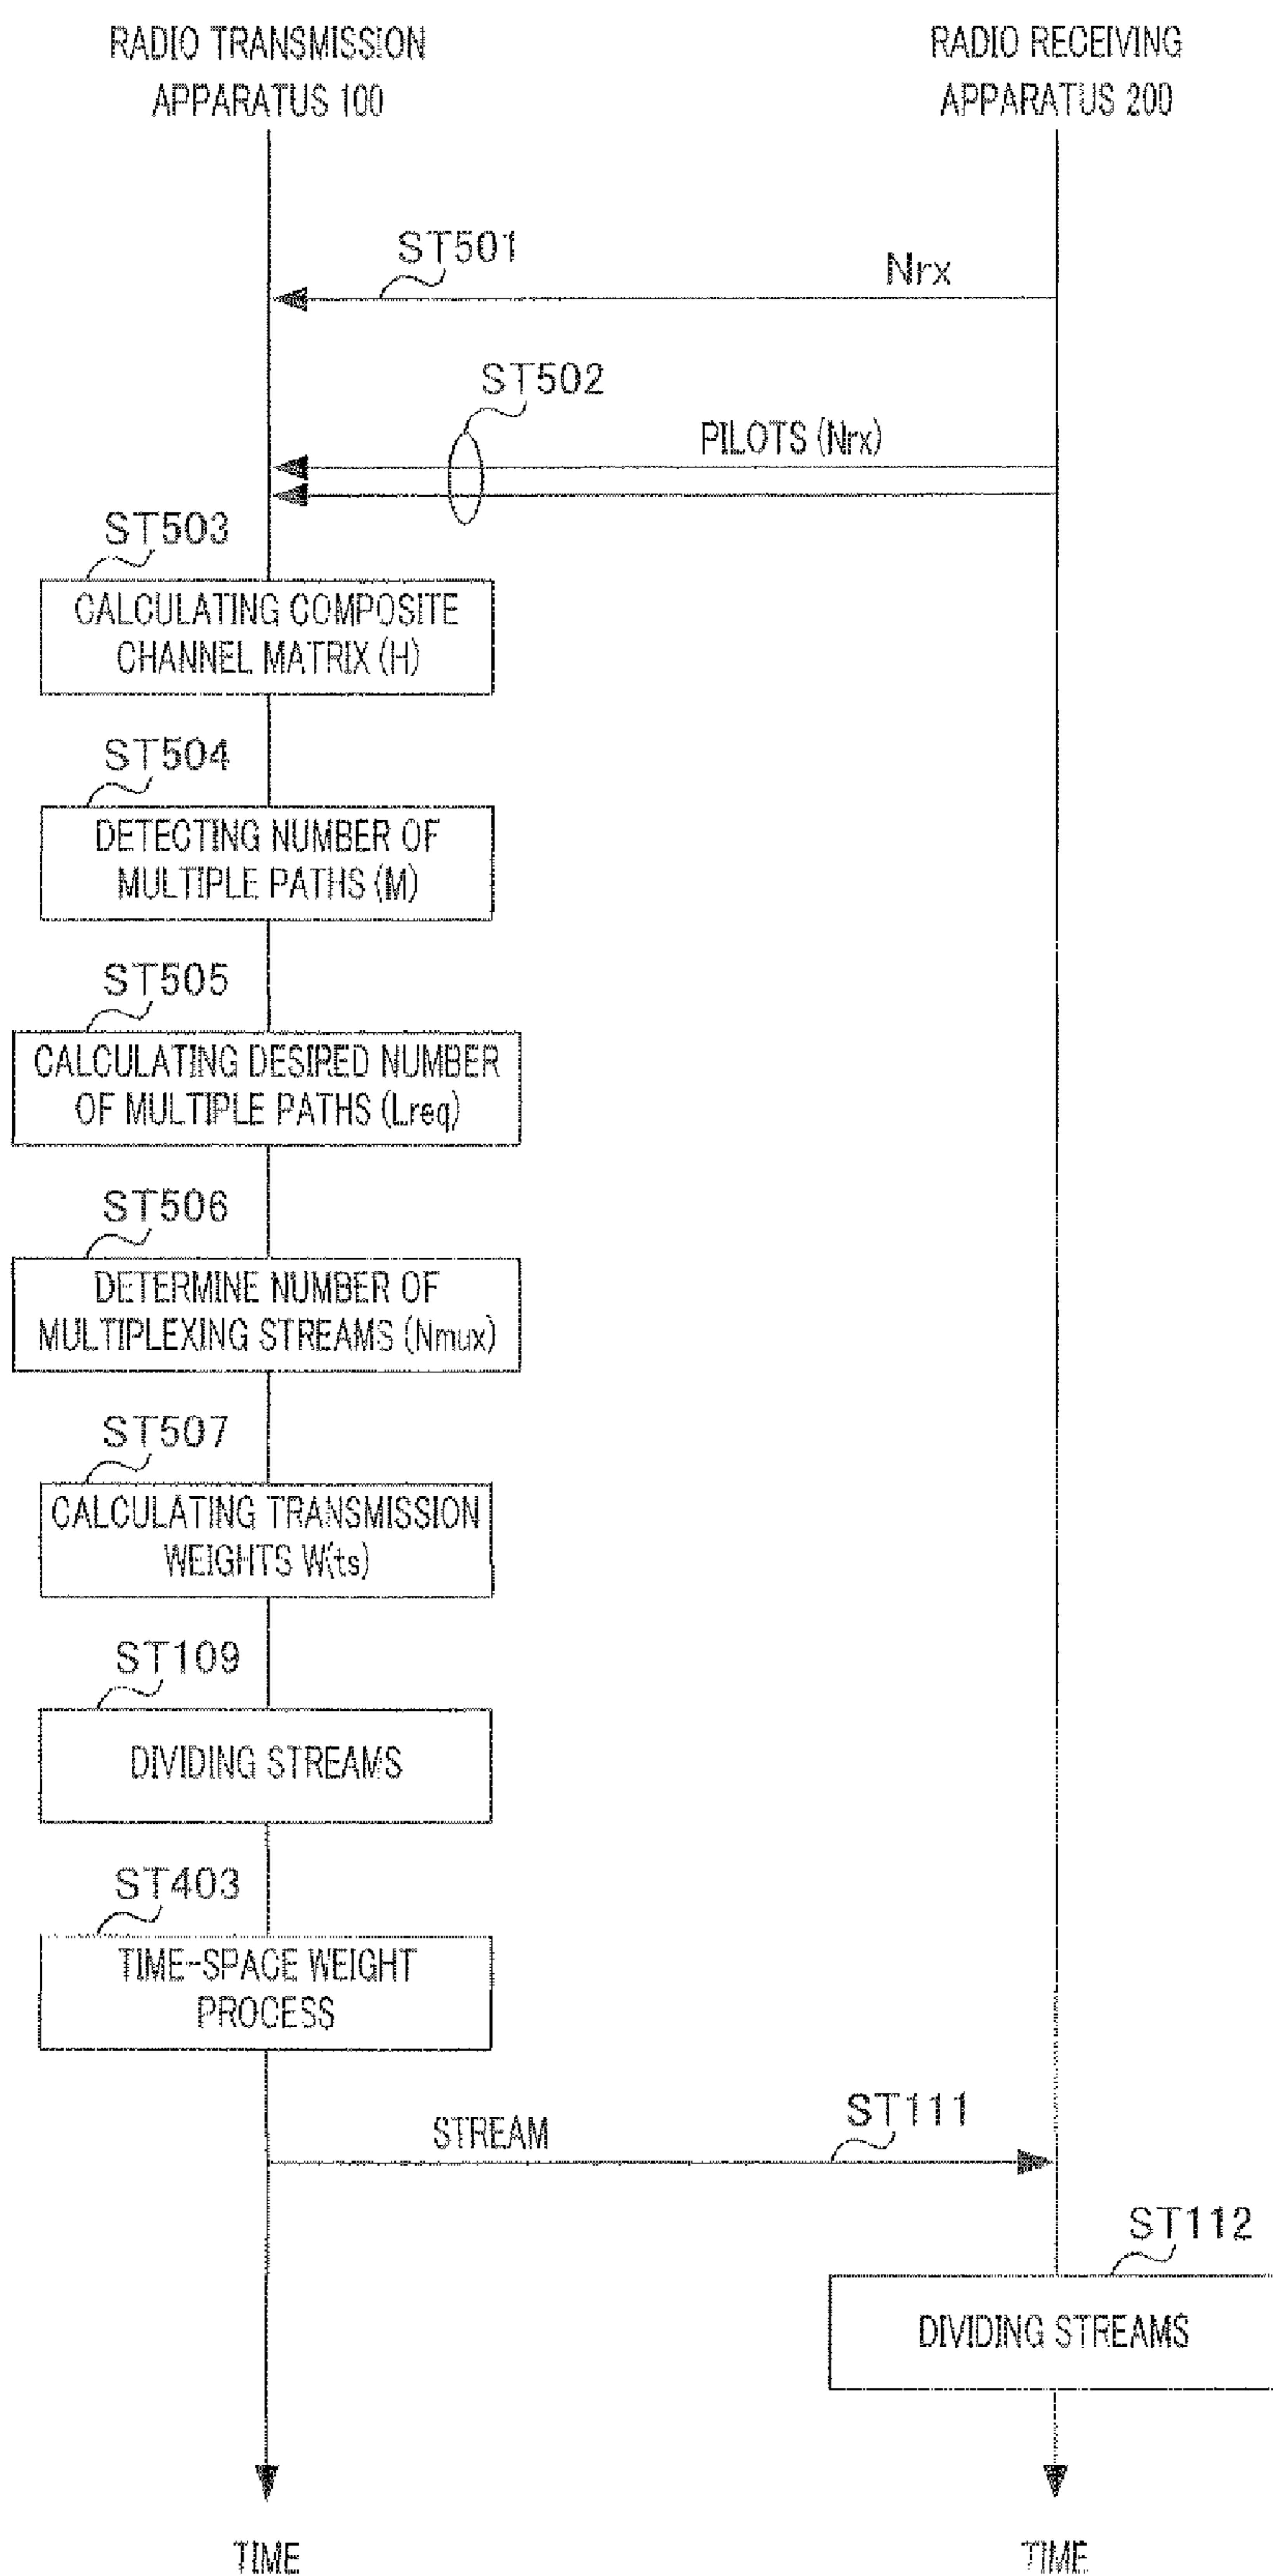 RADIO TRANSMISSION
APPARATUS 100
RADIO RECEIVING
APPARATUS 200
ST501
Nrx
ST502
PILOTS (Nrx)
ST503
CALCULATING COMPOSITE
CHANNEL MATRIX (H)
ST504
DETECTING NUMBER OF
MULTIPLE PATHS (M)
ST505
CALCULATING DESIRED NUMBER
OF MULTIPLE PATHS (Lreq)
ST506
DETERMINE NUMBER OF
MULTIPLEXING STREAMS (Nmux)
ST507
CALCULATING TRANSMISSION
WEIGHTS W(ts)
ST109
DIVIDING STREAMS
ST403
TIME-SPACE WEIGHT
PROCESS
STREAM
ST111
ST112
DIVIDING STREAMS
TIME
TIME